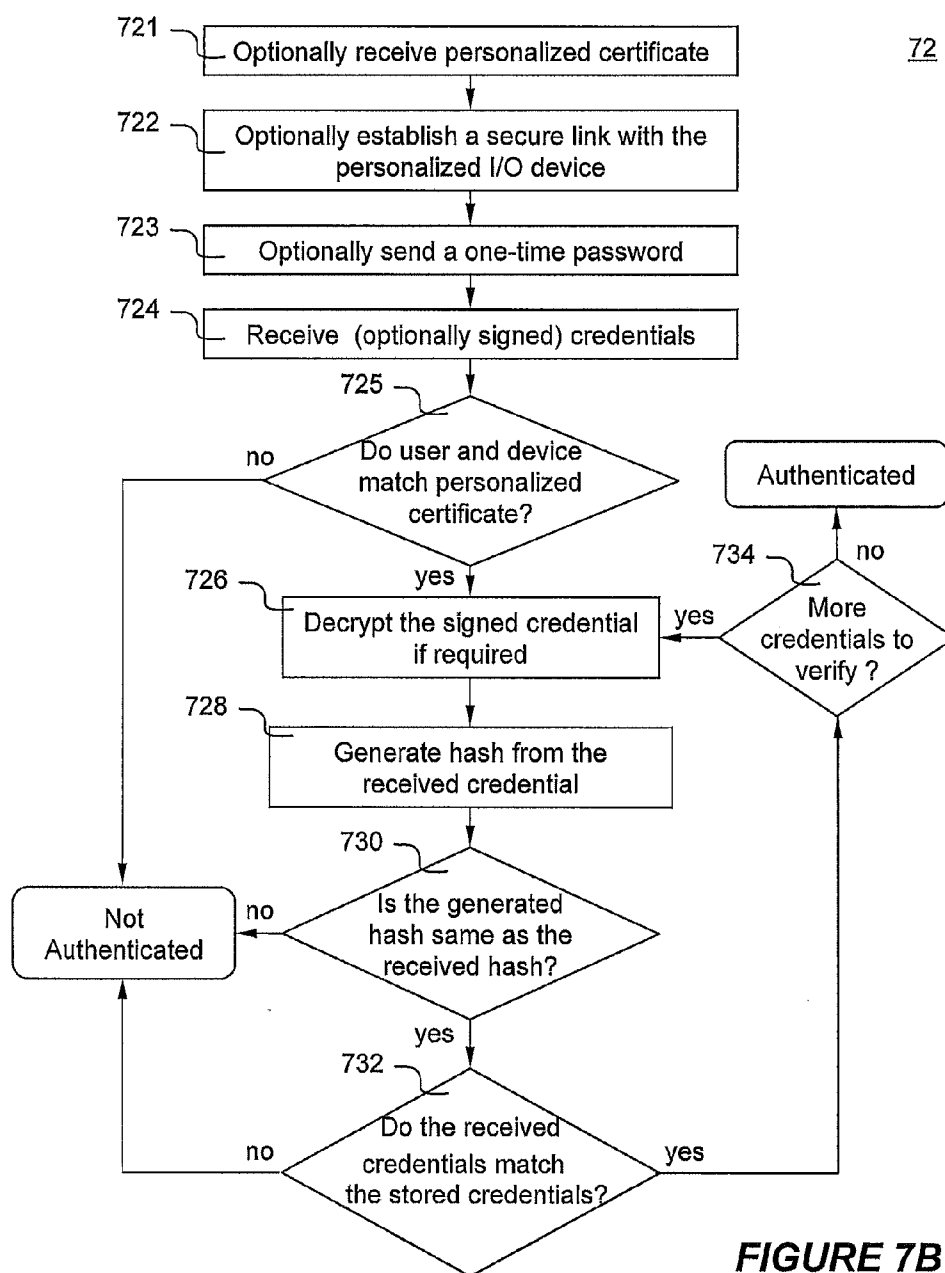 721
Optionally receive personalized certificate
72
722
Optionally establish a secure link with the
personalized I/O device
723
Optionally send a one-time password
724
Receive (optionally signed) credentials
725
Do user and device
match personalized
certificate?
no
yes
Authenticated
no
734
More
credentials to
verify ?
yes
726
Decrypt the signed credential
if required
728
Generate hash from the
received credential
730
Is the generated
hash same as the
received hash?
no
Not
Authenticated
yes
732
Do the received
credentials match
the stored credentials?
no
yes
FIGURE 7B